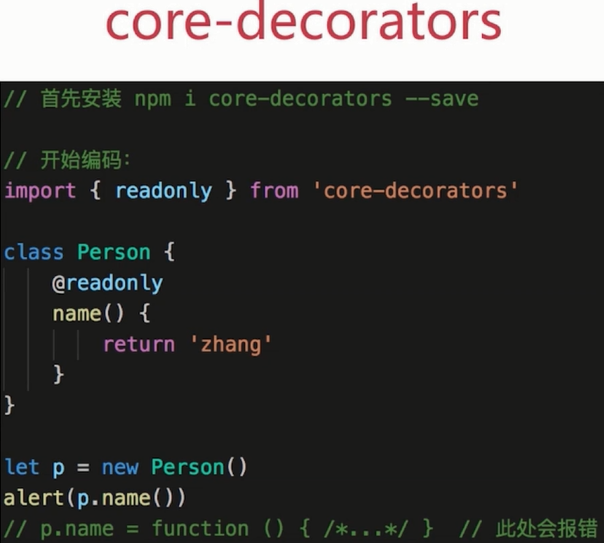 core-decorators
// 首先安装 npm i core-decorators --save
// 开始编码：
import { readonly } from 'core-decorators'
class Person {
@readonly
name() {
return 'zhang'
}
}
let p = new Person()
alert(p.name())
// p.name = function () { /*...*/ }  // 此处会报错